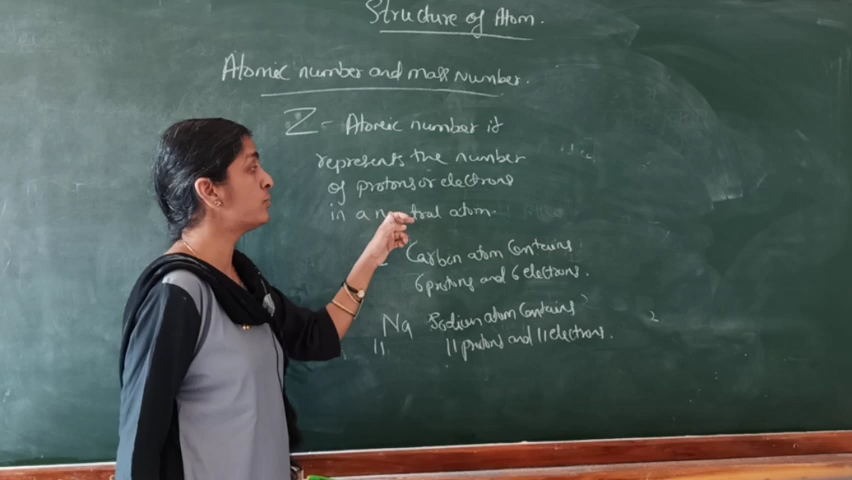 Structure of Atom.
Atomic number and mass Number.
Z - Atomic number it
represents the number
of protons or electrons
in a neutral atom.
Carbon atom Contains
6 protons and 6 electrons.
Na Sodium atom Contains
11 11 protons and 11 electrons.